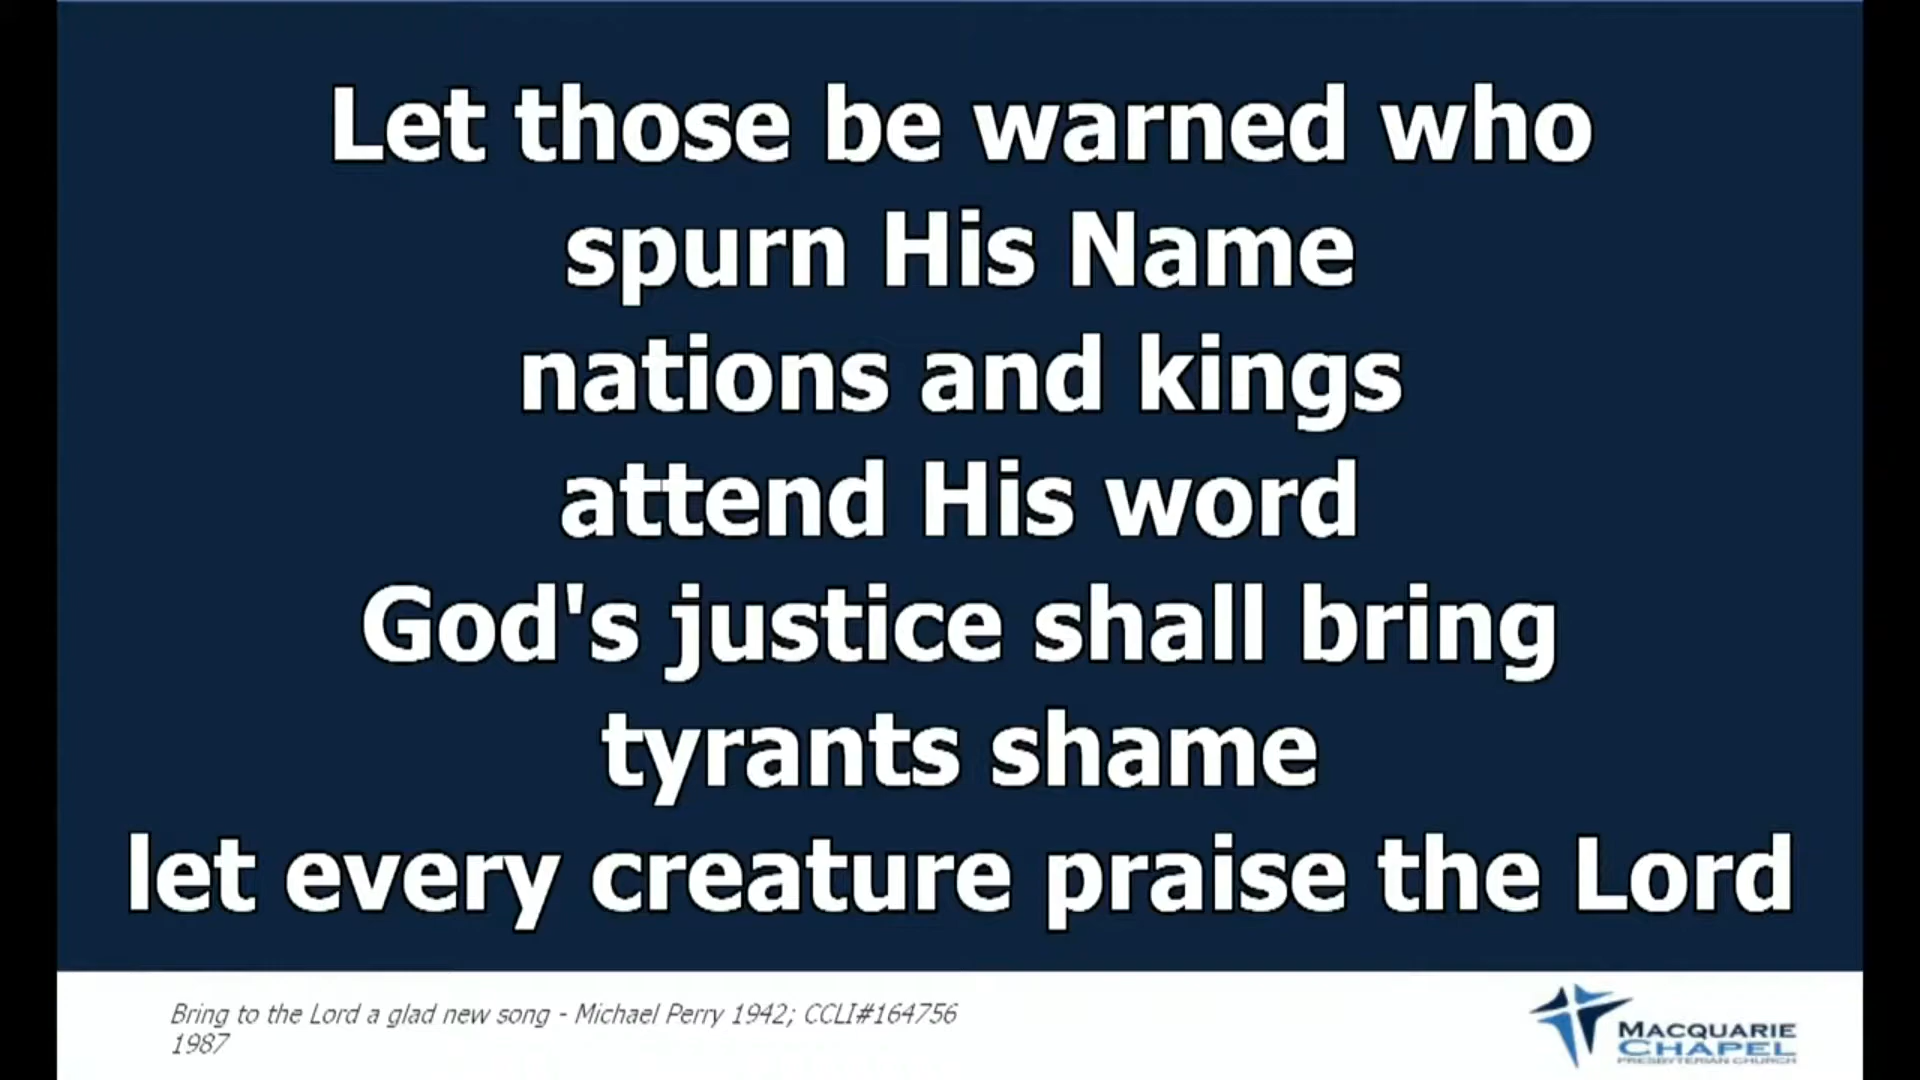 Let those be warned who
spurn His Name
nations and kings
attend His word
God's justice shall bring
tyrants shame
let every creature praise the Lord
Bring to the Lord a glad new song - Michael Perry 1942; CCLI#164756
1987
MACQUARIE
CHAPEL
PRESBYTERIAN CHURCH